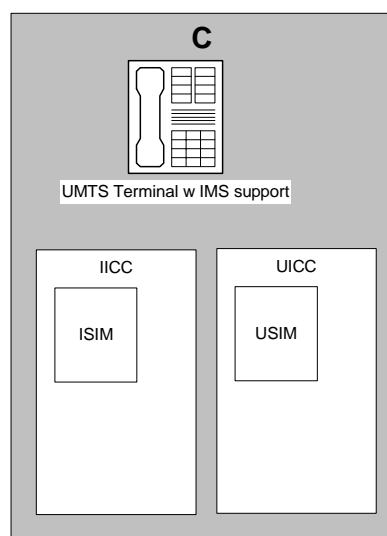 C
UMTS Terminal w IMS support
IICC
UICC
ISIM
USIM